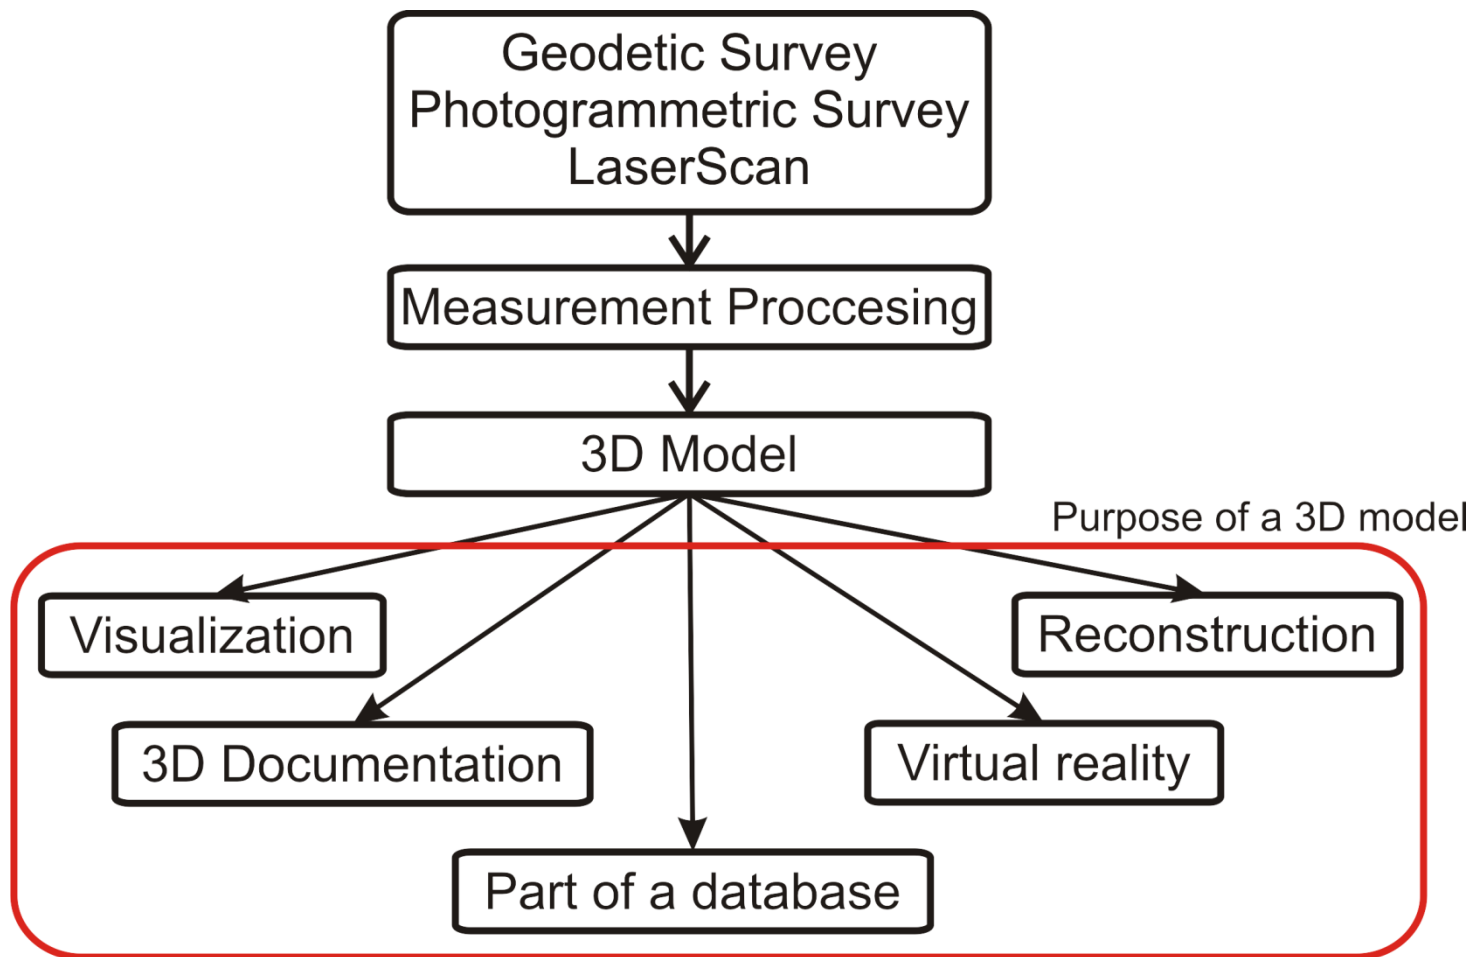 Geodetic Survey
Photogrammetric Survey
LaserScan
Measurement Proccesing
3D Model
Purpose of a 3D model
Visualization
Reconstruction
3D Documentation
Virtual reality
Part of a database